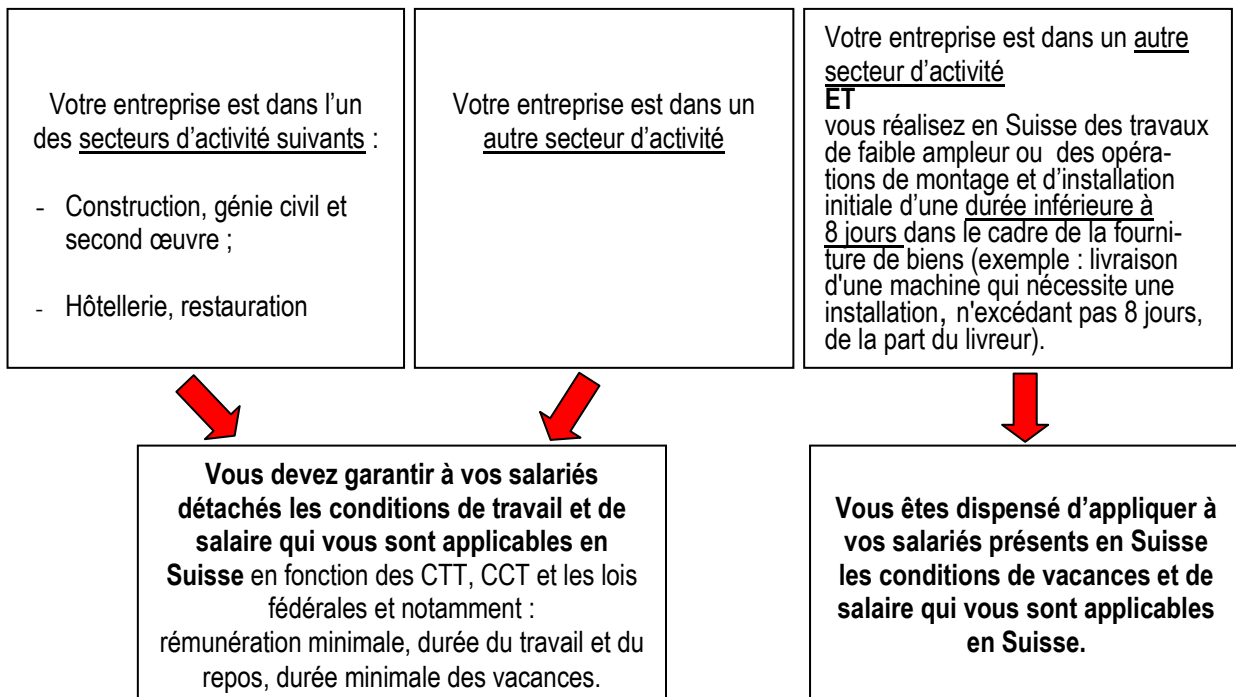 Votre entreprise est dans l’un
des secteurs d’activité suivants :
- Construction, génie civil et
second œuvre ;
- Hôtellerie, restauration
Votre entreprise est dans un
autre secteur d’activité
Votre entreprise est dans un autre
secteur d’activité
ET
vous réalisez en Suisse des travaux
de faible ampleur ou des opéra-
tions de montage et d’installation
initiale d’une durée inférieure à
8 jours dans le cadre de la fourni-
ture de biens (exemple : livraison
d'une machine qui nécessite une
installation, n'excédant pas 8 jours,
de la part du livreur).
Vous devez garantir à vos salariés
détachés les conditions de travail et de
salaire qui vous sont applicables en
Suisse en fonction des CTT, CCT et les lois
fédérales et notamment :
rémunération minimale, durée du travail et du
repos, durée minimale des vacances.
Vous êtes dispensé d’appliquer à
vos salariés présents en Suisse
les conditions de vacances et de
salaire qui vous sont applicables
en Suisse.